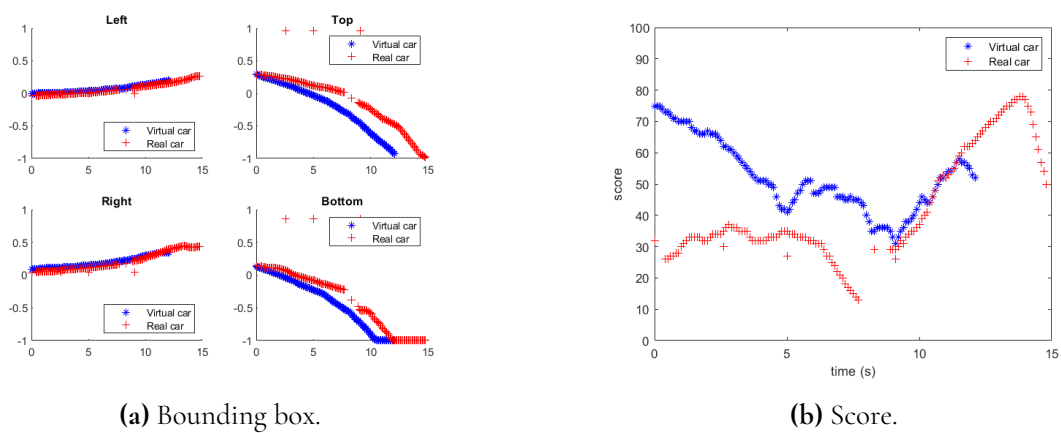 Left
1
0.5
0
-0.5
-1
0 5 10 15
Virtual car
Real car
Top
1
0.5
0
-0.5
-1
0 5 10 15
Virtual car
Real car
Right
1
0.5
0
-0.5
-1
0 5 10 15
Virtual car
Real car
Bottom
1
0.5
0
-0.5
-1
0 5 10 15
Virtual car
Real car
(a) Bounding box.
100
90
80
70
60
50
40
30
20
10
0
score
0 5 10 15
time (s)
Virtual car
Real car
(b) Score.